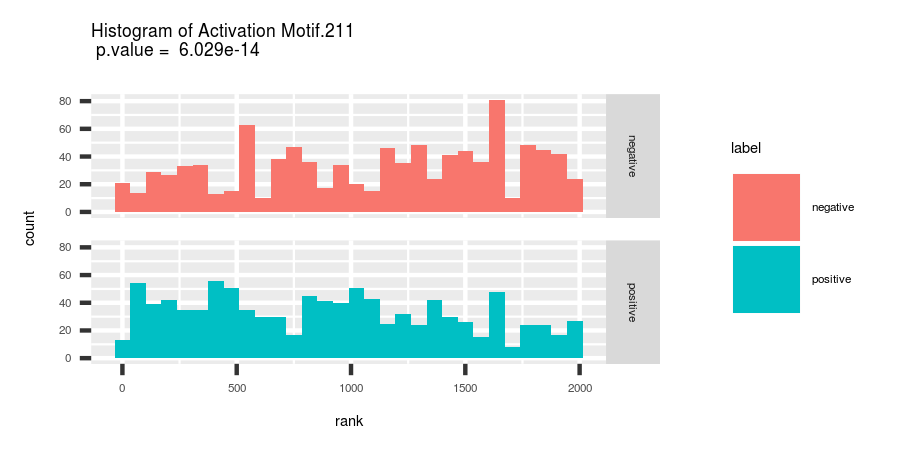 Histogram of Activation Motif.211
p.value = 6.029e-14
count
80
60
40
20
0
negative
80
60
40
20
0
positive
0 500 1000 1500 2000
rank
label
negative
positive